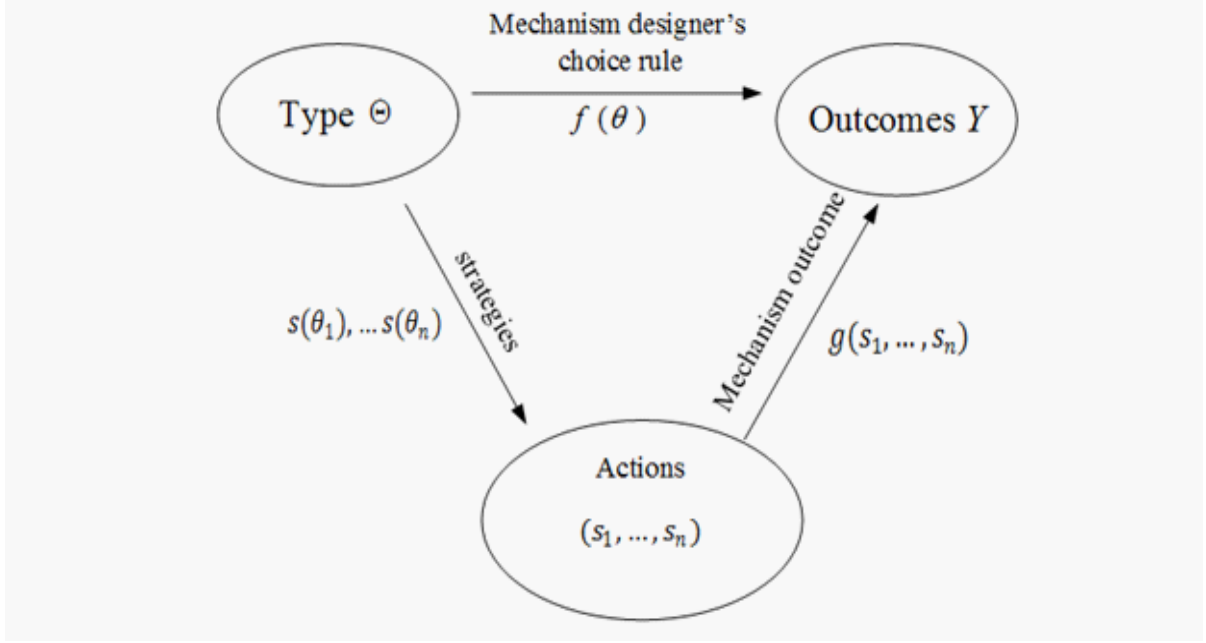 Mechanism designer's
choice rule
Type Θ
f (θ )
Outcomes Y
strategies
s(θ₁), … s(θₙ)
Mechanism outcome
g(s₁, … , sₙ)
Actions
(s₁, … , sₙ)